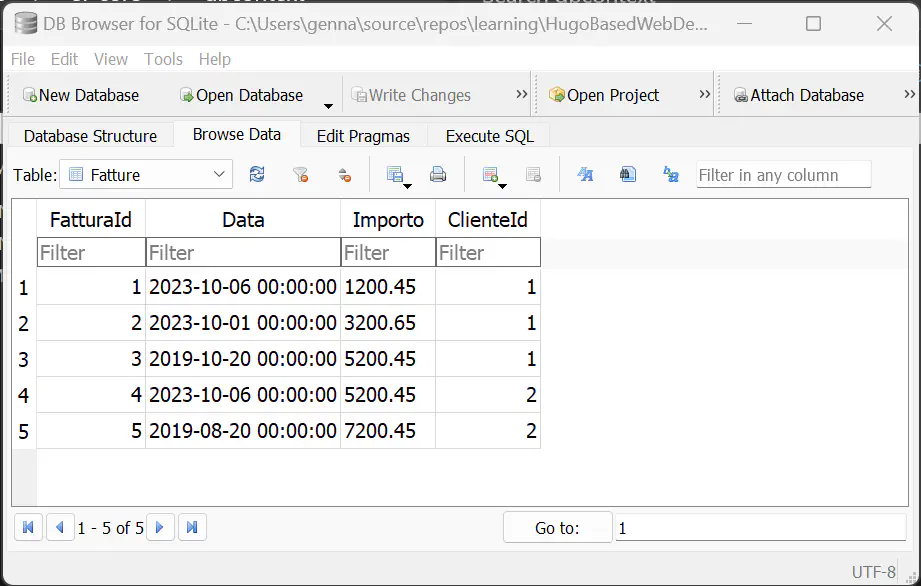 DB Browser for SQLite - C:\Users\genna\source\repos\learning\HugoBasedWebDe...
File Edit View Tools Help
New Database Open Database Write Changes » Open Project » Attach Database »
Database Structure Browse Data Edit Pragmas Execute SQL
Table: Fatture Filter in any column
FatturaId Data Importo ClienteId
Filter Filter Filter Filter
1 1 2023-10-06 00:00:00 1200.45 1
2 2 2023-10-01 00:00:00 3200.65 1
3 3 2019-10-20 00:00:00 5200.45 1
4 4 2023-10-06 00:00:00 5200.45 2
5 5 2019-08-20 00:00:00 7200.45 2
1 - 5 of 5 Go to: 1
UTF-8